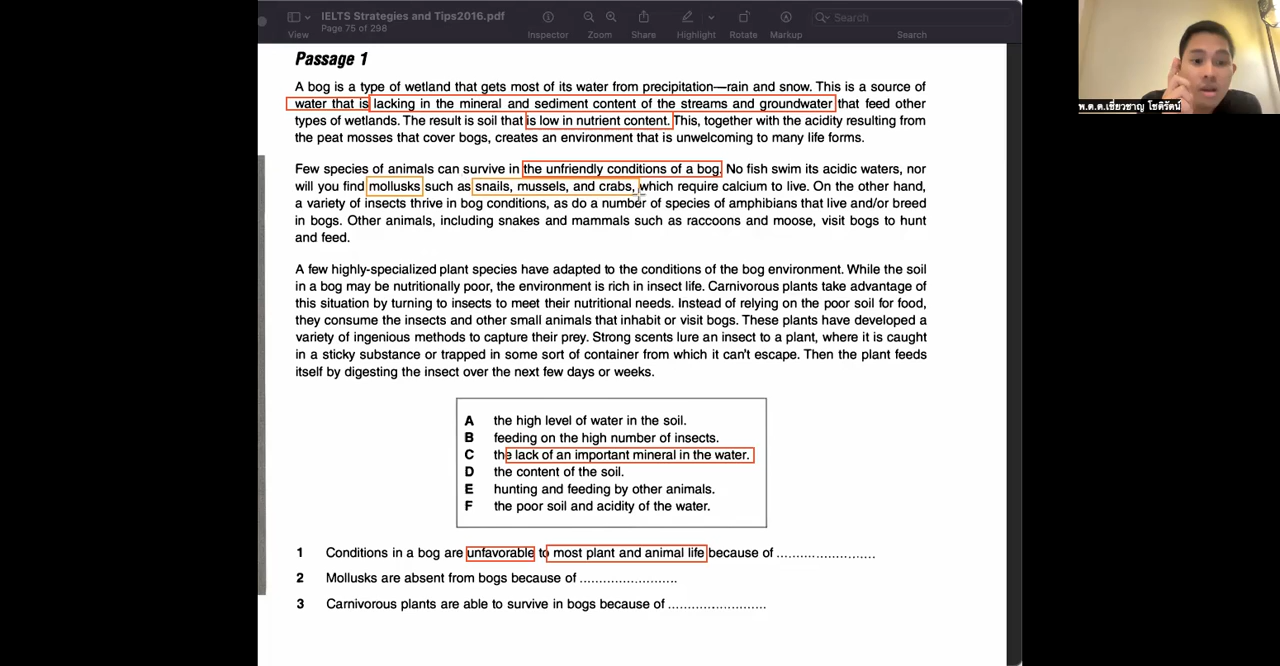 IELTS Strategies and Tips2016.pdf
Page 75 of 298
View
Inspector
Zoom
Share
Highlight
Rotate
Markup
Search
Search
Passage 1
A bog is a type of wetland that gets most of its water from precipitation—rain and snow. This is a source of
water that is lacking in the mineral and sediment content of the streams and groundwater that feed other
types of wetlands. The result is soil that is low in nutrient content. This, together with the acidity resulting from
the peat mosses that cover bogs, creates an environment that is unwelcoming to many life forms.
Few species of animals can survive in the unfriendly conditions of a bog. No fish swim its acidic waters, nor
will you find mollusks such as snails, mussels, and crabs, which require calcium to live. On the other hand,
a variety of insects thrive in bog conditions, as do a number of species of amphibians that live and/or breed
in bogs. Other animals, including snakes and mammals such as raccoons and moose, visit bogs to hunt
and feed.
A few highly-specialized plant species have adapted to the conditions of the bog environment. While the soil
in a bog may be nutritionally poor, the environment is rich in insect life. Carnivorous plants take advantage of
this situation by turning to insects to meet their nutritional needs. Instead of relying on the poor soil for food,
they consume the insects and other small animals that inhabit or visit bogs. These plants have developed a
variety of ingenious methods to capture their prey. Strong scents lure an insect to a plant, where it is caught
in a sticky substance or trapped in some sort of container from which it can't escape. Then the plant feeds
itself by digesting the insect over the next few days or weeks.
A the high level of water in the soil.
B feeding on the high number of insects.
C the lack of an important mineral in the water.
D the content of the soil.
E hunting and feeding by other animals.
F the poor soil and acidity of the water.
1 Conditions in a bog are unfavorable to most plant and animal life because of ........................
2 Mollusks are absent from bogs because of ........................
3 Carnivorous plants are able to survive in bogs because of ........................
พ.ต.ต.เชี่ยวชาญ โชติรัตน์